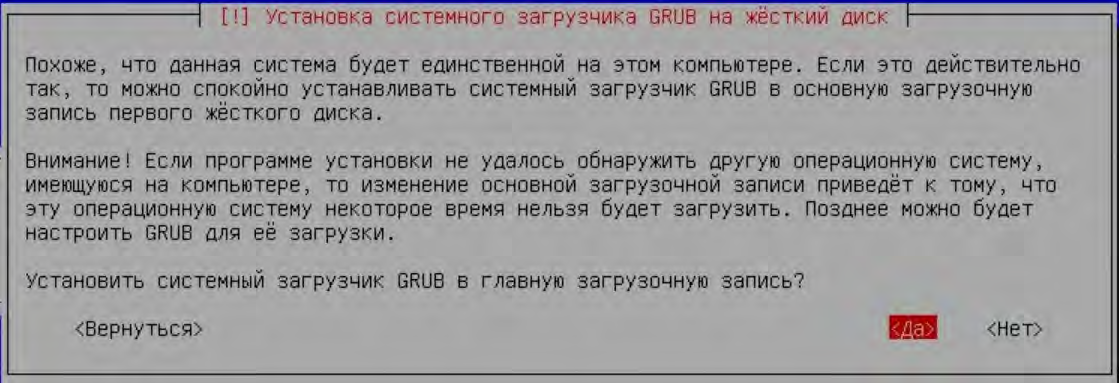 [!] Установка системного загрузчика GRUB на жёсткий диск
Похоже, что данная система будет единственной на этом компьютере. Если это действительно
так, то можно спокойно устанавливать системный загрузчик GRUB в основную загрузочную
запись первого жёсткого диска.
Внимание! Если программе установки не удалось обнаружить другую операционную систему,
имеющуюся на компьютере, то изменение основной загрузочной записи приведёт к тому, что
эту операционную систему некоторое время нельзя будет загрузить. Позднее можно будет
настроить GRUB для её загрузки.
Установить системный загрузчик GRUB в главную загрузочную запись?
<Вернуться> <Да> <Нет>